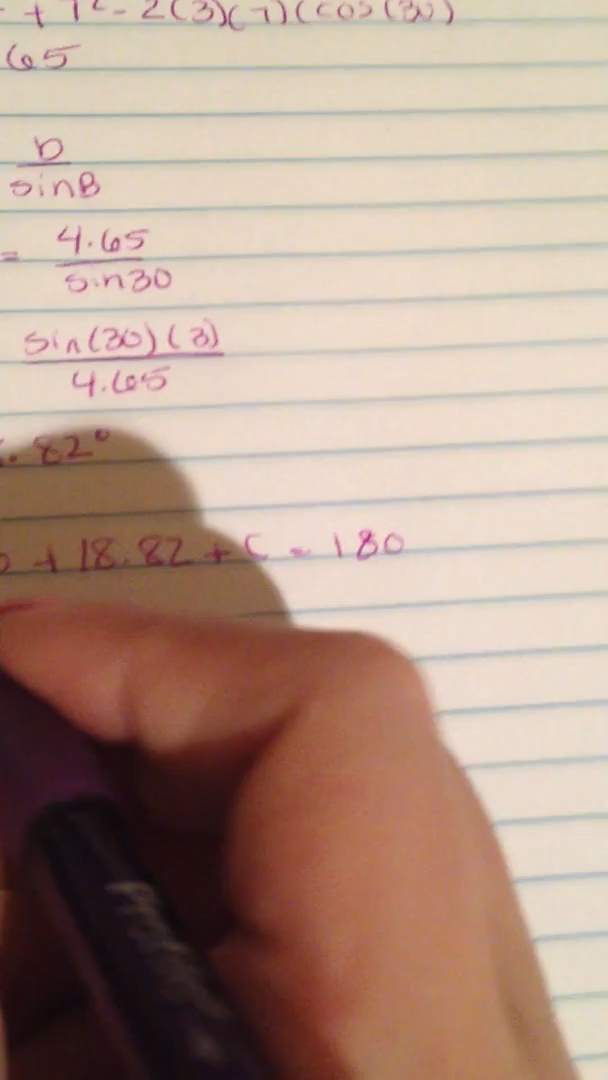 + 7² - 2(3)(7)(cos(30)
65
b
sinB
= 4.65
sin30
sin(30)(3)
4.65
.82°
+ 18.82 + C = 180